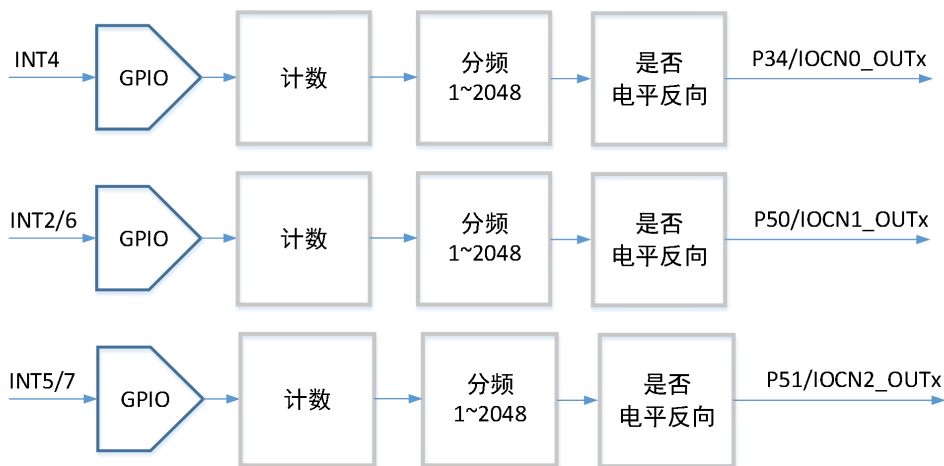 INT4
GPIO
计数
分频
1~2048
是否
电平反向
P34/IOCN0_OUTx
INT2/6
GPIO
计数
分频
1~2048
是否
电平反向
P50/IOCN1_OUTx
INT5/7
GPIO
计数
分频
1~2048
是否
电平反向
P51/IOCN2_OUTx